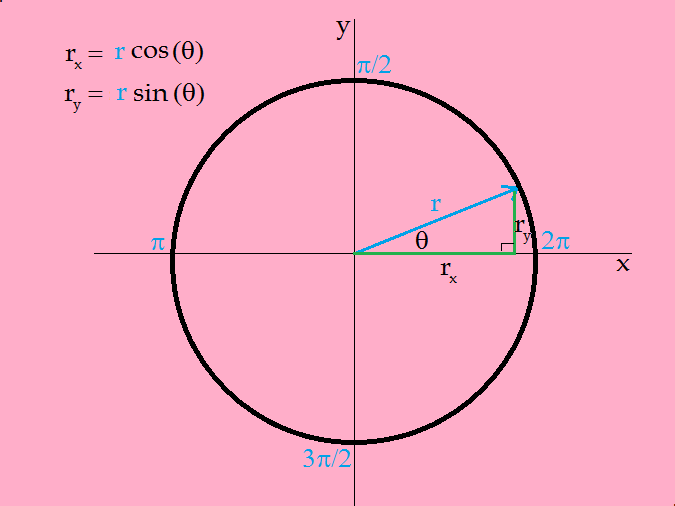 y
π/2
rx = r cos(θ)
ry = r sin(θ)
r
ry
π
θ
2π
x
rx
3π/2